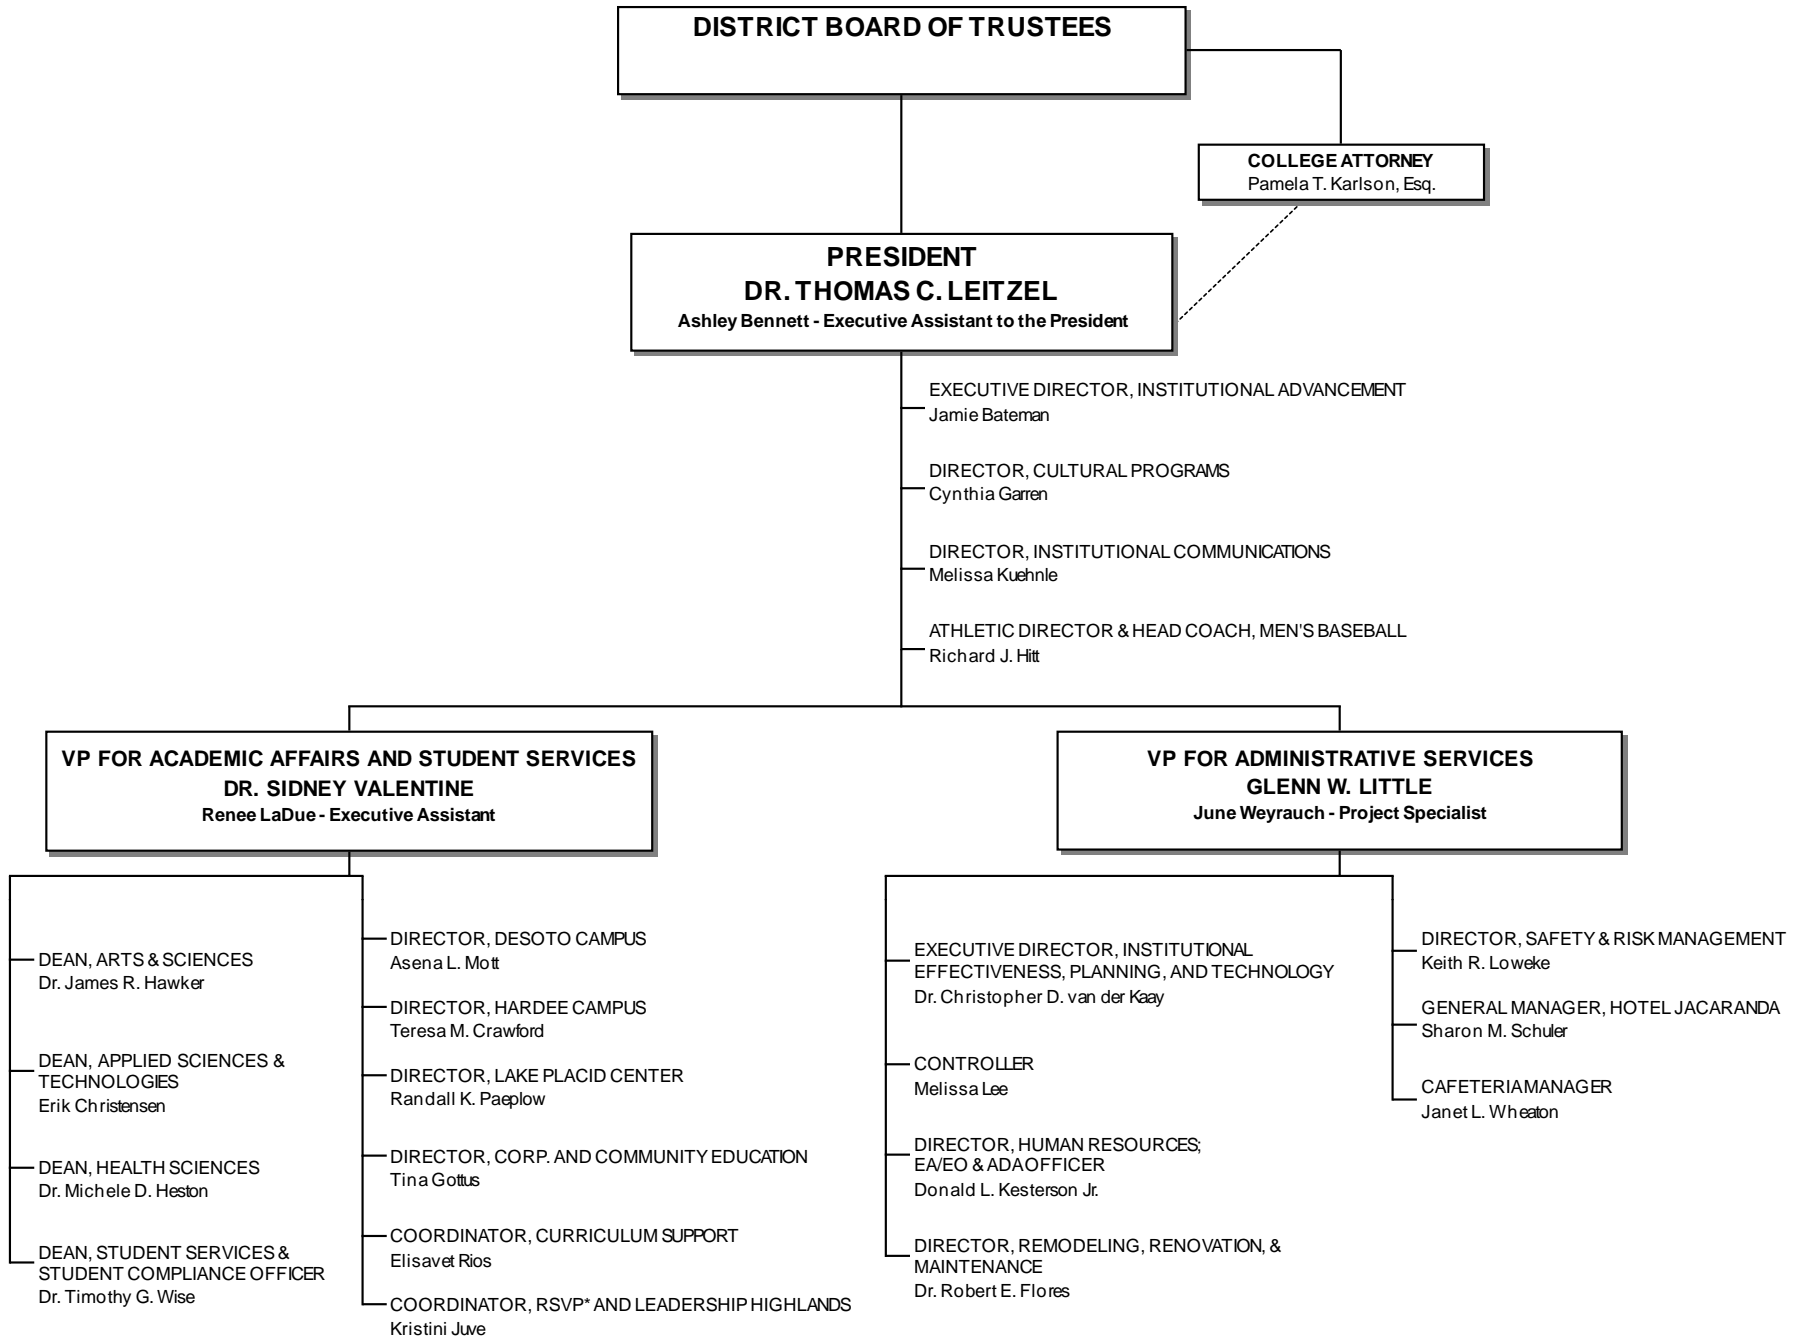 DISTRICT BOARD OF TRUSTEES
COLLEGE ATTORNEY
Pamela T. Karlson, Esq.
PRESIDENT
DR. THOMAS C. LEITZEL
Ashley Bennett - Executive Assistant to the President
EXECUTIVE DIRECTOR, INSTITUTIONAL ADVANCEMENT
Jamie Bateman
DIRECTOR, CULTURAL PROGRAMS
Cynthia Garren
DIRECTOR, INSTITUTIONAL COMMUNICATIONS
Melissa Kuehnle
ATHLETIC DIRECTOR & HEAD COACH, MEN'S BASEBALL
Richard J. Hitt
VP FOR ACADEMIC AFFAIRS AND STUDENT SERVICES
DR. SIDNEY VALENTINE
Renee LaDue - Executive Assistant
DEAN, ARTS & SCIENCES
Dr. James R. Hawker
DEAN, APPLIED SCIENCES &
TECHNOLOGIES
Erik Christensen
DEAN, HEALTH SCIENCES
Dr. Michele D. Heston
DEAN, STUDENT SERVICES &
STUDENT COMPLIANCE OFFICER
Dr. Timothy G. Wise
DIRECTOR, DESOTO CAMPUS
Asena L. Mott
DIRECTOR, HARDEE CAMPUS
Teresa M. Crawford
DIRECTOR, LAKE PLACID CENTER
Randall K. Paeplow
DIRECTOR, CORP. AND COMMUNITY EDUCATION
Tina Gottus
COORDINATOR, CURRICULUM SUPPORT
Elisavet Rios
COORDINATOR, RSVP* AND LEADERSHIP HIGHLANDS
Kristini Juve
VP FOR ADMINISTRATIVE SERVICES
GLENN W. LITTLE
June Weyrauch - Project Specialist
EXECUTIVE DIRECTOR, INSTITUTIONAL
EFFECTIVENESS, PLANNING, AND TECHNOLOGY
Dr. Christopher D. van der Kaay
CONTROLLER
Melissa Lee
DIRECTOR, HUMAN RESOURCES;
EA/EO & ADA OFFICER
Donald L. Kesterson Jr.
DIRECTOR, REMODELING, RENOVATION, &
MAINTENANCE
Dr. Robert E. Flores
DIRECTOR, SAFETY & RISK MANAGEMENT
Keith R. Loweke
GENERAL MANAGER, HOTEL JACARANDA
Sharon M. Schuler
CAFETERIA MANAGER
Janet L. Wheaton